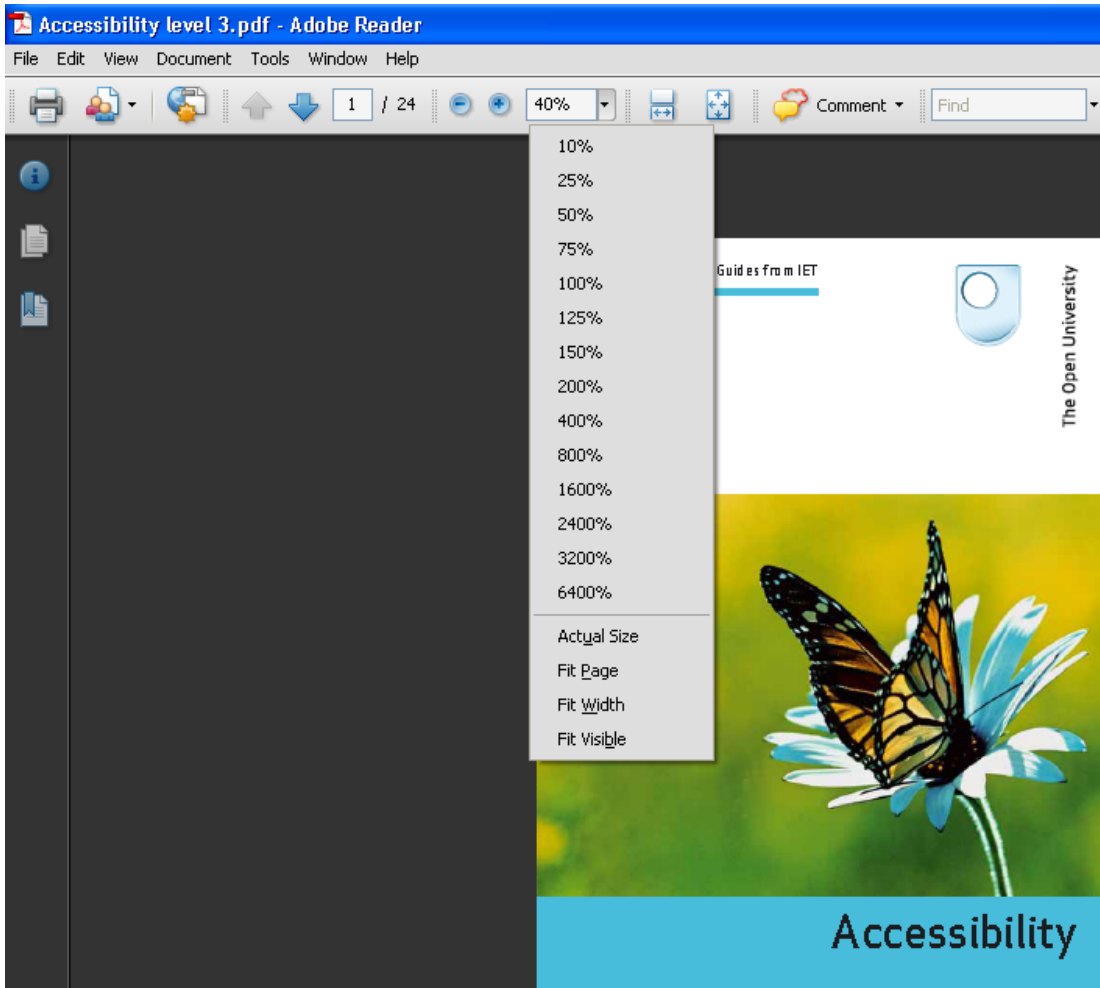 Accessibility level 3.pdf - Adobe Reader
File Edit View Document Tools Window Help
1 / 24 40% Comment Find
10%
25%
50%
75%
100%
125%
150%
200%
400%
800%
1600%
2400%
3200%
6400%
Actual Size
Fit Page
Fit Width
Fit Visible
Guides from IET
The Open University
Accessibility